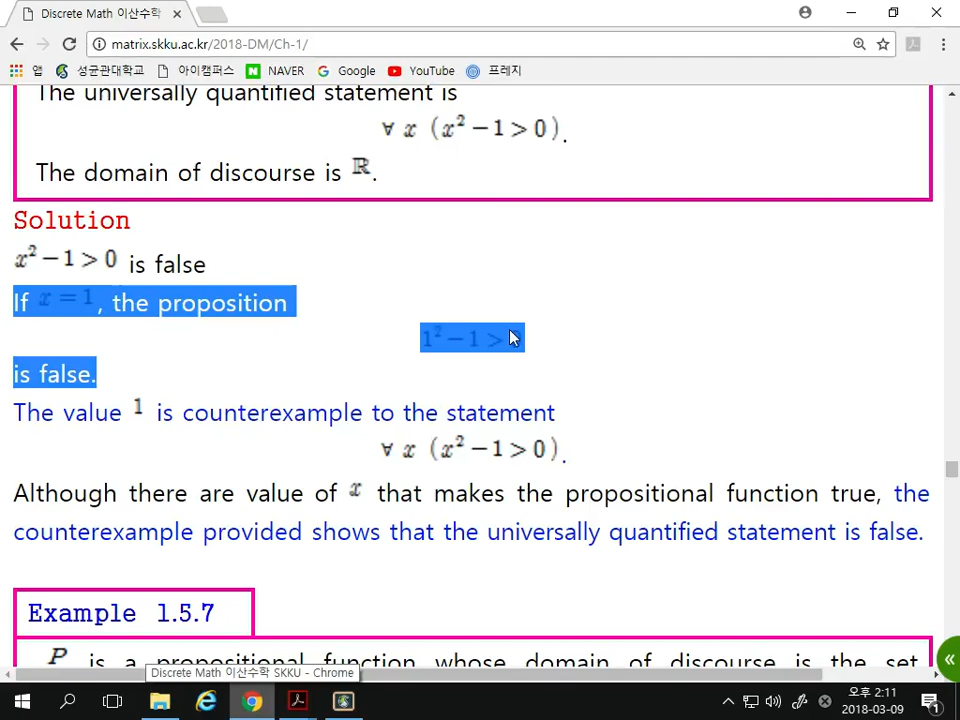 Discrete Math 이산수학
matrix.skku.ac.kr/2018-DM/Ch-1/
앱 성균관대학교 아이캠퍼스 NAVER Google YouTube 프레지
The universally quantified statement is
∀ x (x² − 1 > 0).
The domain of discourse is ℝ.
Solution
x² − 1 > 0 is false
If x = 1, the proposition
1² − 1 > 0
is false.
The value 1 is counterexample to the statement
∀ x (x² − 1 > 0).
Although there are value of x that makes the propositional function true, the
counterexample provided shows that the universally quantified statement is false.
Example 1.5.7
P is a propositional function whose domain of discourse is the set
Discrete Math 이산수학 SKKU - Chrome
오후 2:11
2018-03-09
1